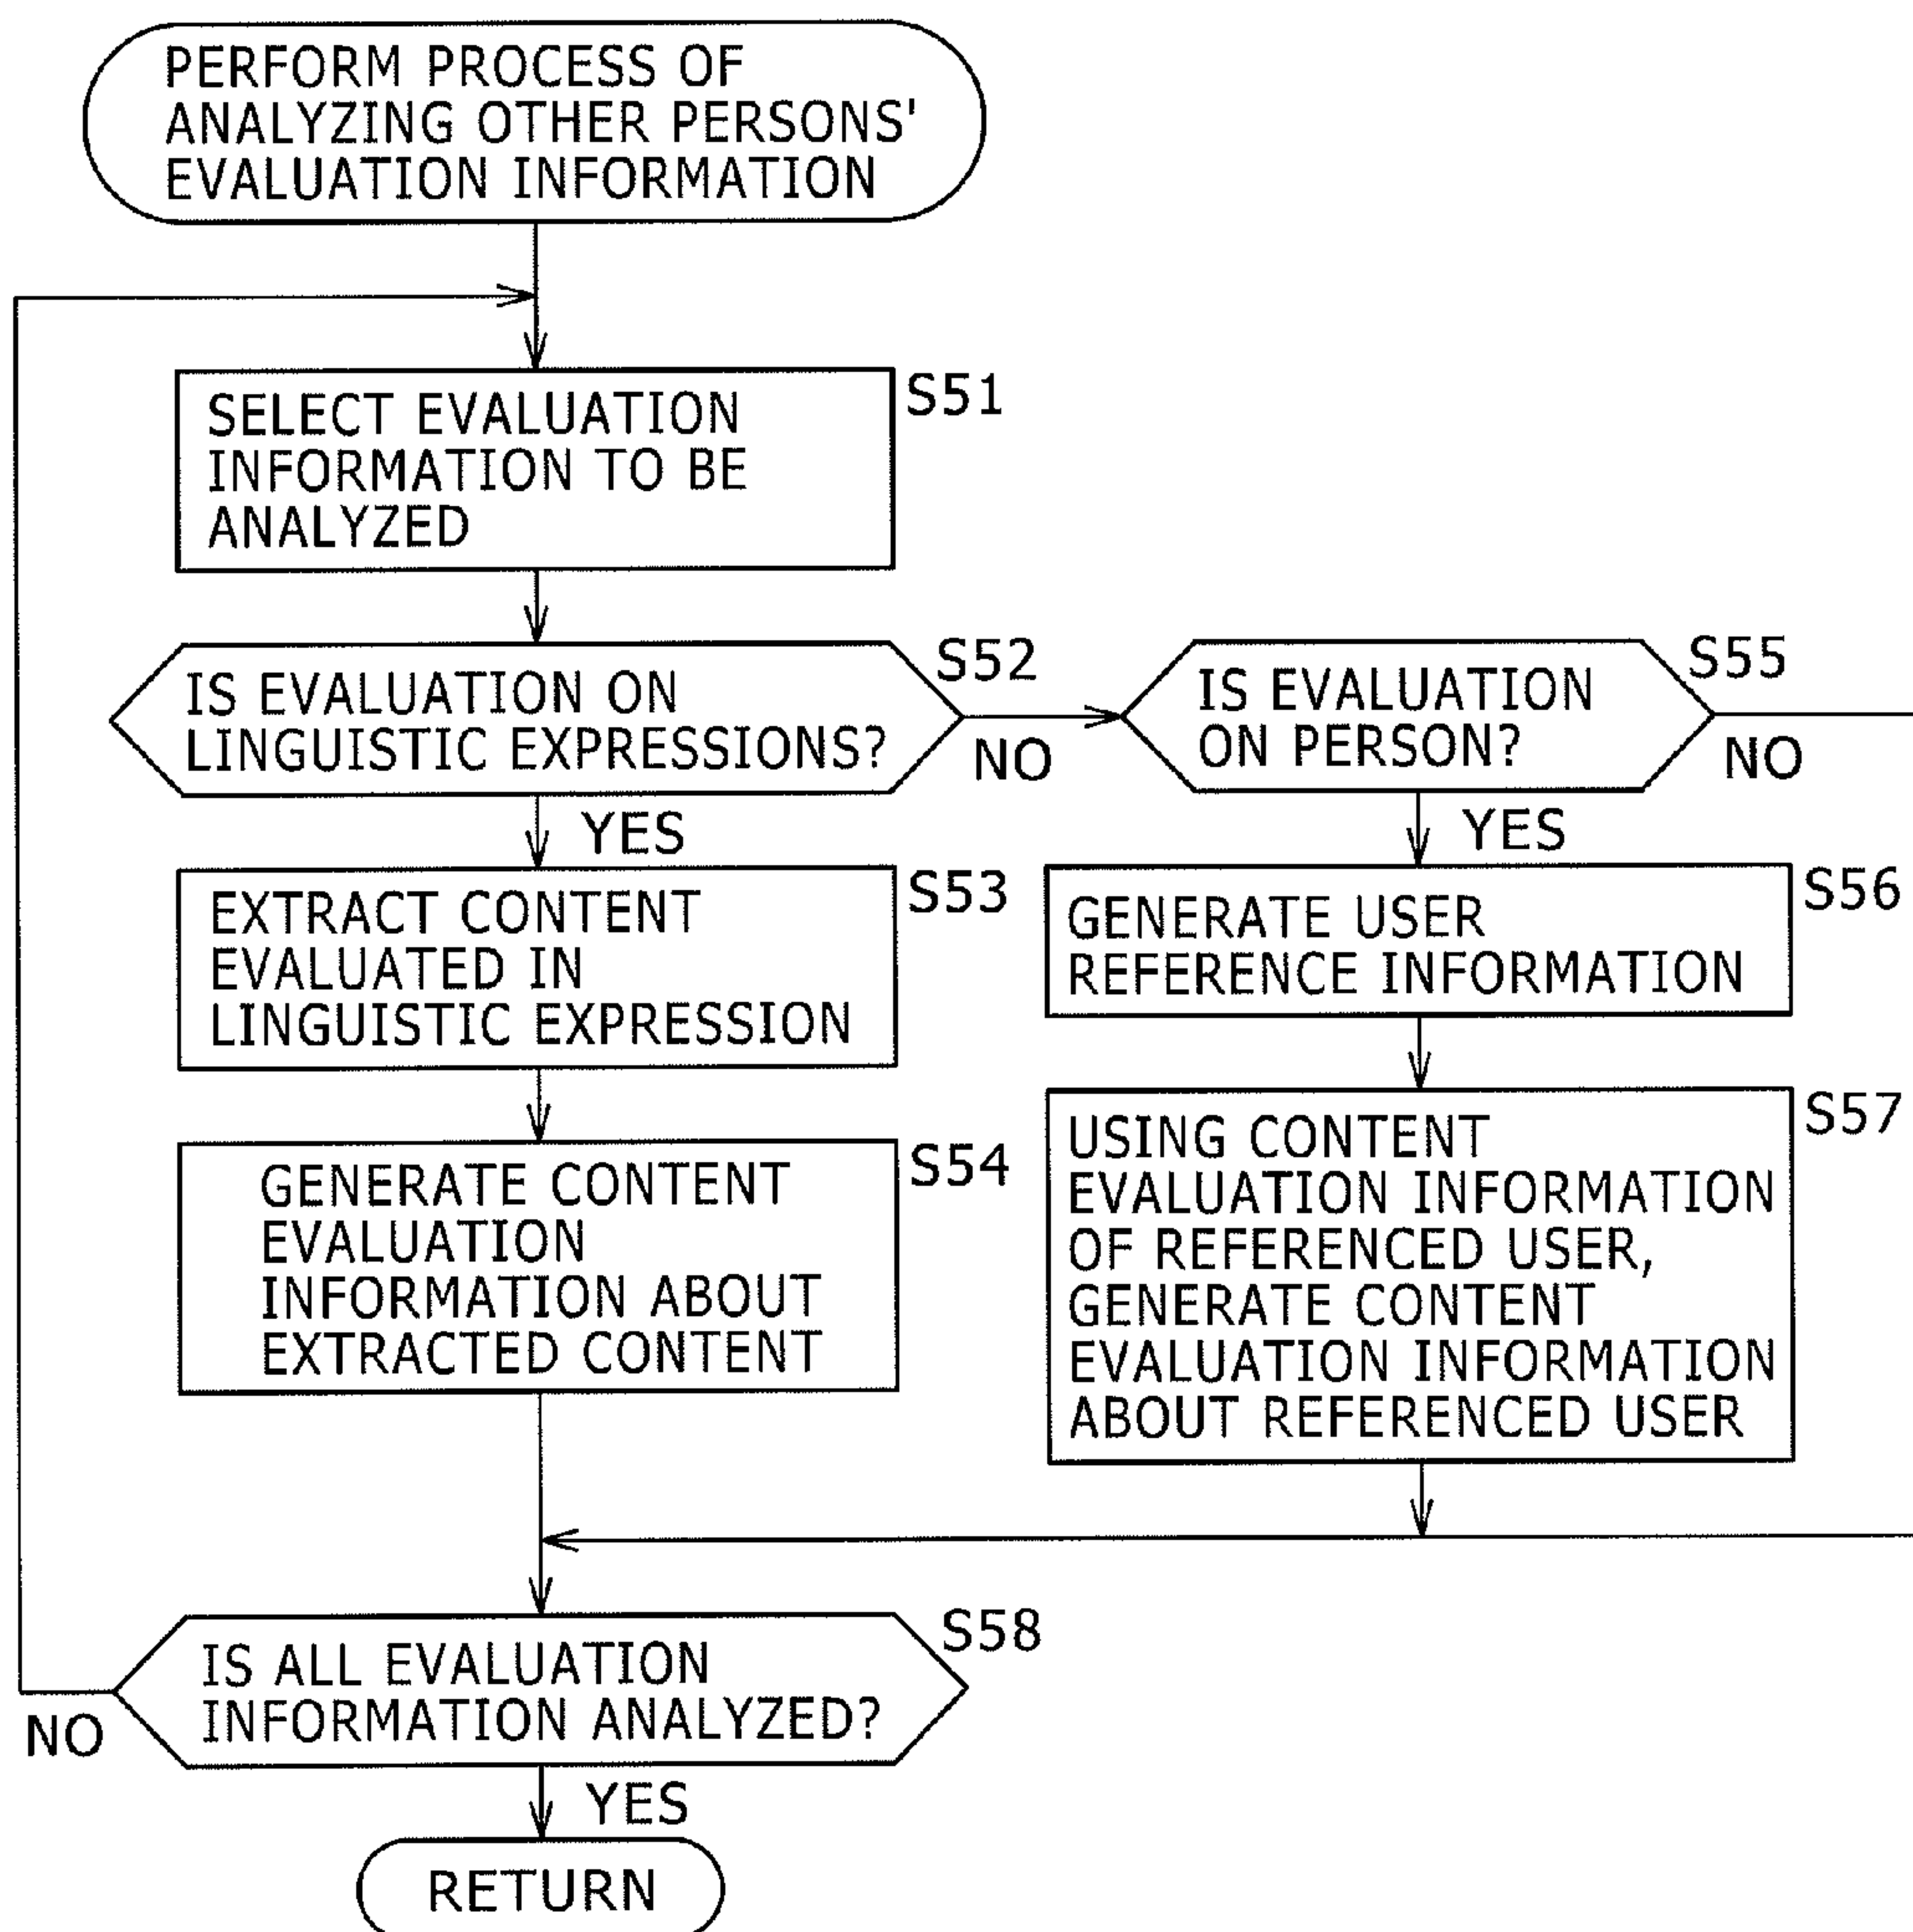 PERFORM PROCESS OF
ANALYZING OTHER PERSONS'
EVALUATION INFORMATION
SELECT EVALUATION
INFORMATION TO BE
ANALYZED
S51
IS EVALUATION ON
LINGUISTIC EXPRESSIONS?
S52
NO
YES
EXTRACT CONTENT
EVALUATED IN
LINGUISTIC EXPRESSION
S53
GENERATE CONTENT
EVALUATION
INFORMATION ABOUT
EXTRACTED CONTENT
S54
IS EVALUATION
ON PERSON?
S55
NO
YES
GENERATE USER
REFERENCE INFORMATION
S56
USING CONTENT
EVALUATION INFORMATION
OF REFERENCED USER,
GENERATE CONTENT
EVALUATION INFORMATION
ABOUT REFERENCED USER
S57
IS ALL EVALUATION
INFORMATION ANALYZED?
S58
NO
YES
RETURN